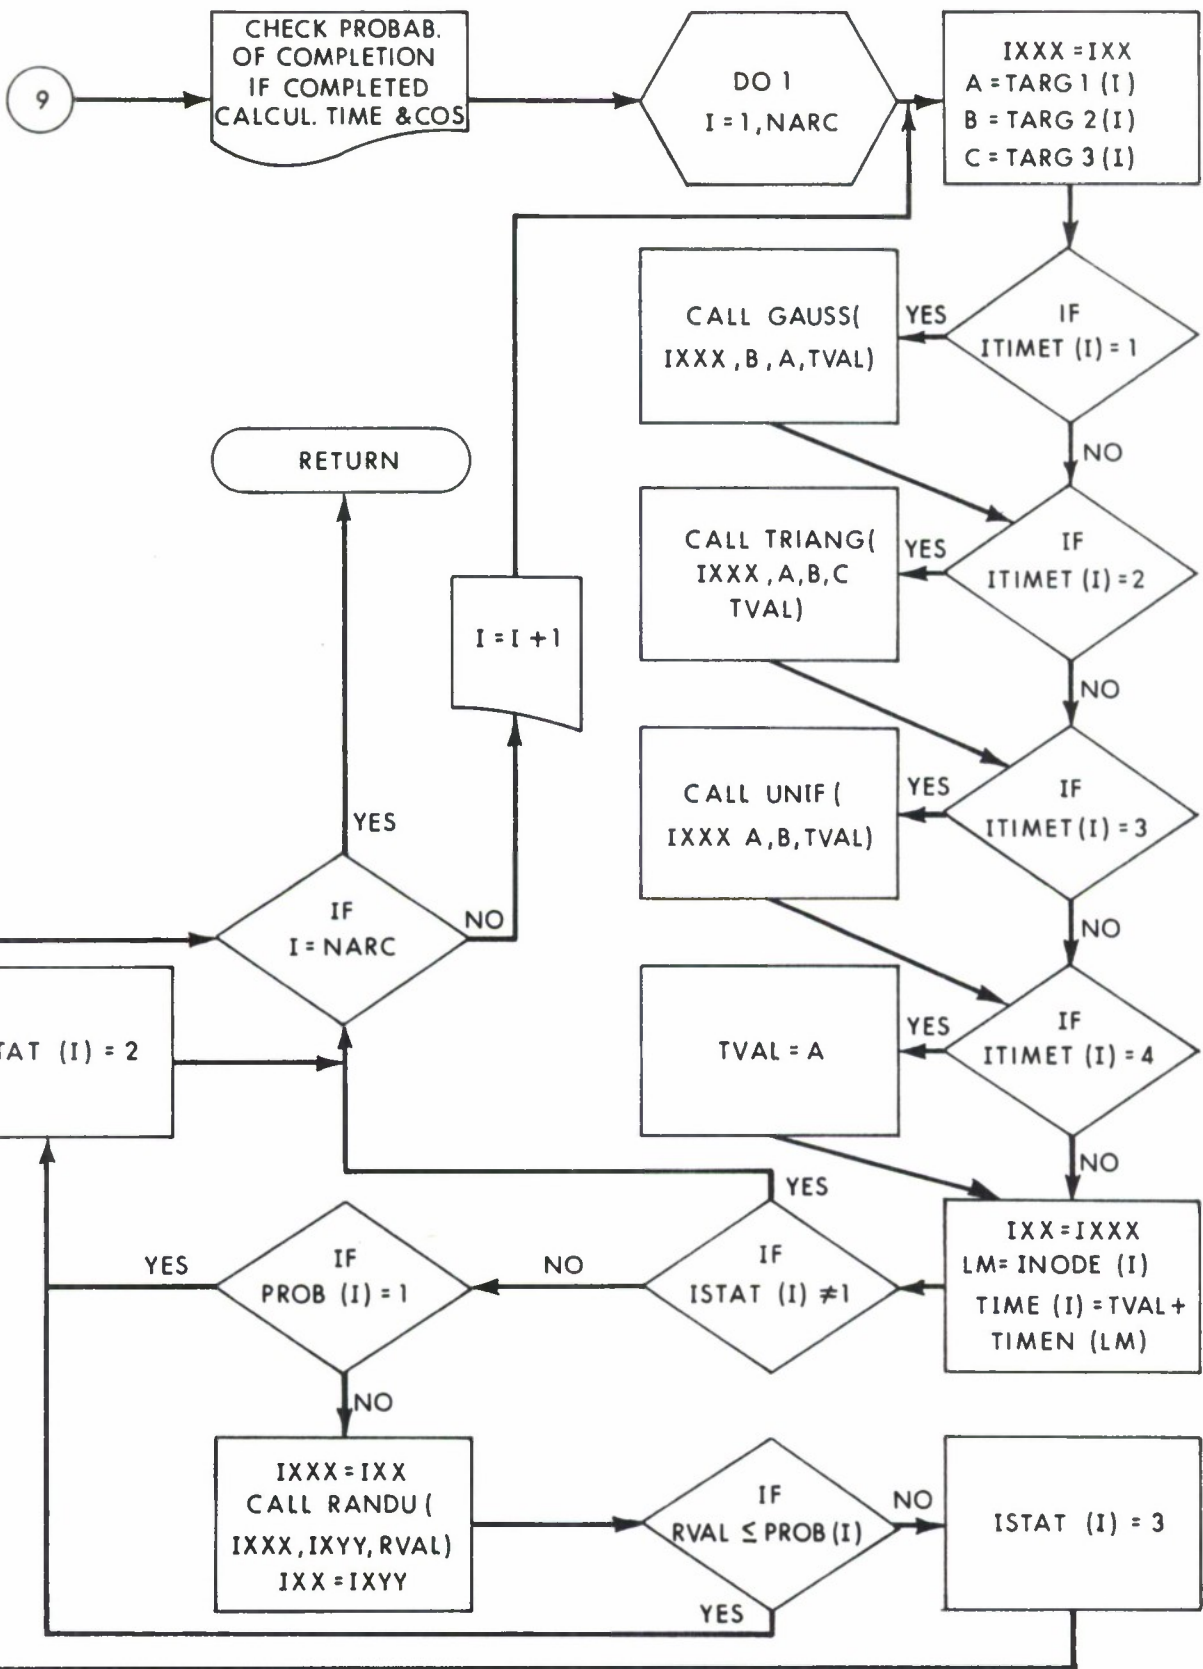 9
CHECK PROBAB.
OF COMPLETION
IF COMPLETED
CALCUL. TIME &COS
DO 1
I = 1, NARC
IXXX = IXX
A = TARG 1 (I)
B = TARG 2 (I)
C = TARG 3 (I)
CALL GAUSS(
IXXX , B , A, TVAL)
YES
IF
ITIMET (I) = 1
NO
RETURN
CALL TRIANG(
IXXX , A, B, C
TVAL)
YES
IF
ITIMET (I) = 2
NO
I = I + 1
CALL UNIF (
IXXX A, B, TVAL)
YES
IF
ITIMET (I) = 3
NO
YES
IF
I = NARC
NO
TAT (I) = 2
TVAL = A
YES
IF
ITIMET (I) = 4
NO
YES
IXX = IXXX
LM= INODE (I)
TIME (I) = TVAL +
TIMEN (LM)
IF
ISTAT (I) ≠1
NO
IF
PROB (I) = 1
YES
NO
IXXX = IXX
CALL RANDU (
IXXX, IXYY, RVAL)
IXX = IXYY
IF
RVAL ≤ PROB (I)
NO
YES
ISTAT (I) = 3